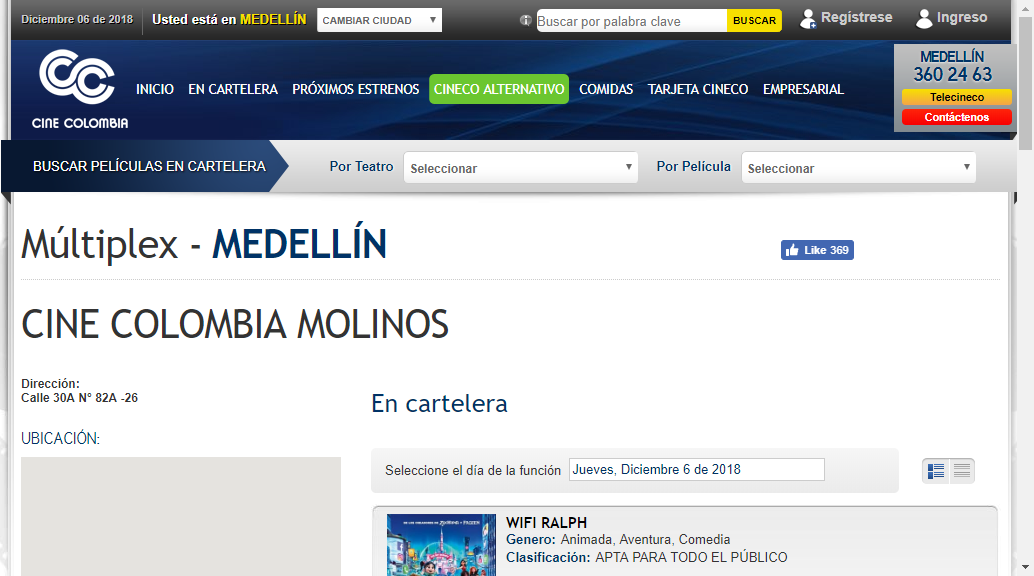 Diciembre 06 de 2018
Usted está en MEDELLÍN
CAMBIAR CIUDAD
Buscar por palabra clave
BUSCAR
Regístrese
Ingreso
CINE COLOMBIA
INICIO
EN CARTELERA
PRÓXIMOS ESTRENOS
CINECO ALTERNATIVO
COMIDAS
TARJETA CINECO
EMPRESARIAL
MEDELLÍN
360 24 63
Telecineco
Contáctenos
BUSCAR PELÍCULAS EN CARTELERA
Por Teatro
Seleccionar
Por Película
Seleccionar
Múltiplex - MEDELLÍN
Like 369
CINE COLOMBIA MOLINOS
Dirección:
Calle 30A N° 82A -26
UBICACIÓN:
En cartelera
Seleccione el día de la función
Jueves, Diciembre 6 de 2018
WIFI RALPH
Genero: Animada, Aventura, Comedia
Clasificación: APTA PARA TODO EL PÚBLICO